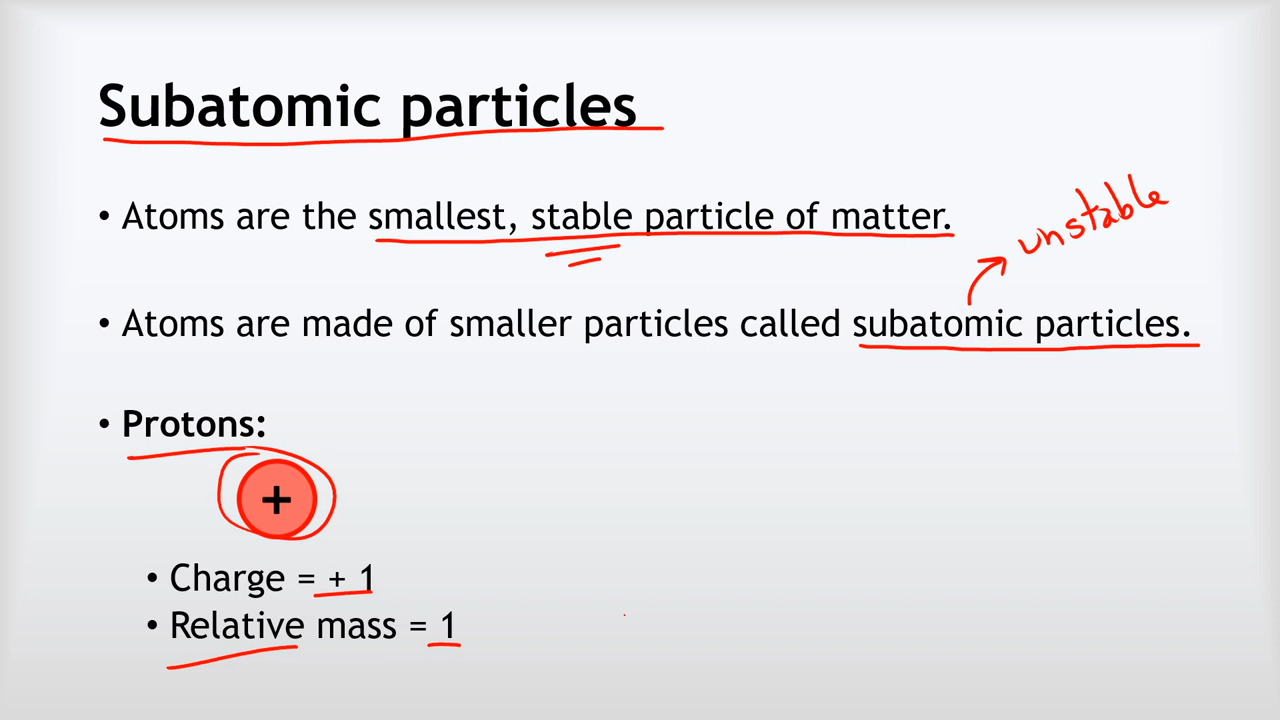 Subatomic particles
• Atoms are the smallest, stable particle of matter.
unstable
• Atoms are made of smaller particles called subatomic particles.
• Protons:
+
• Charge = + 1
• Relative mass = 1